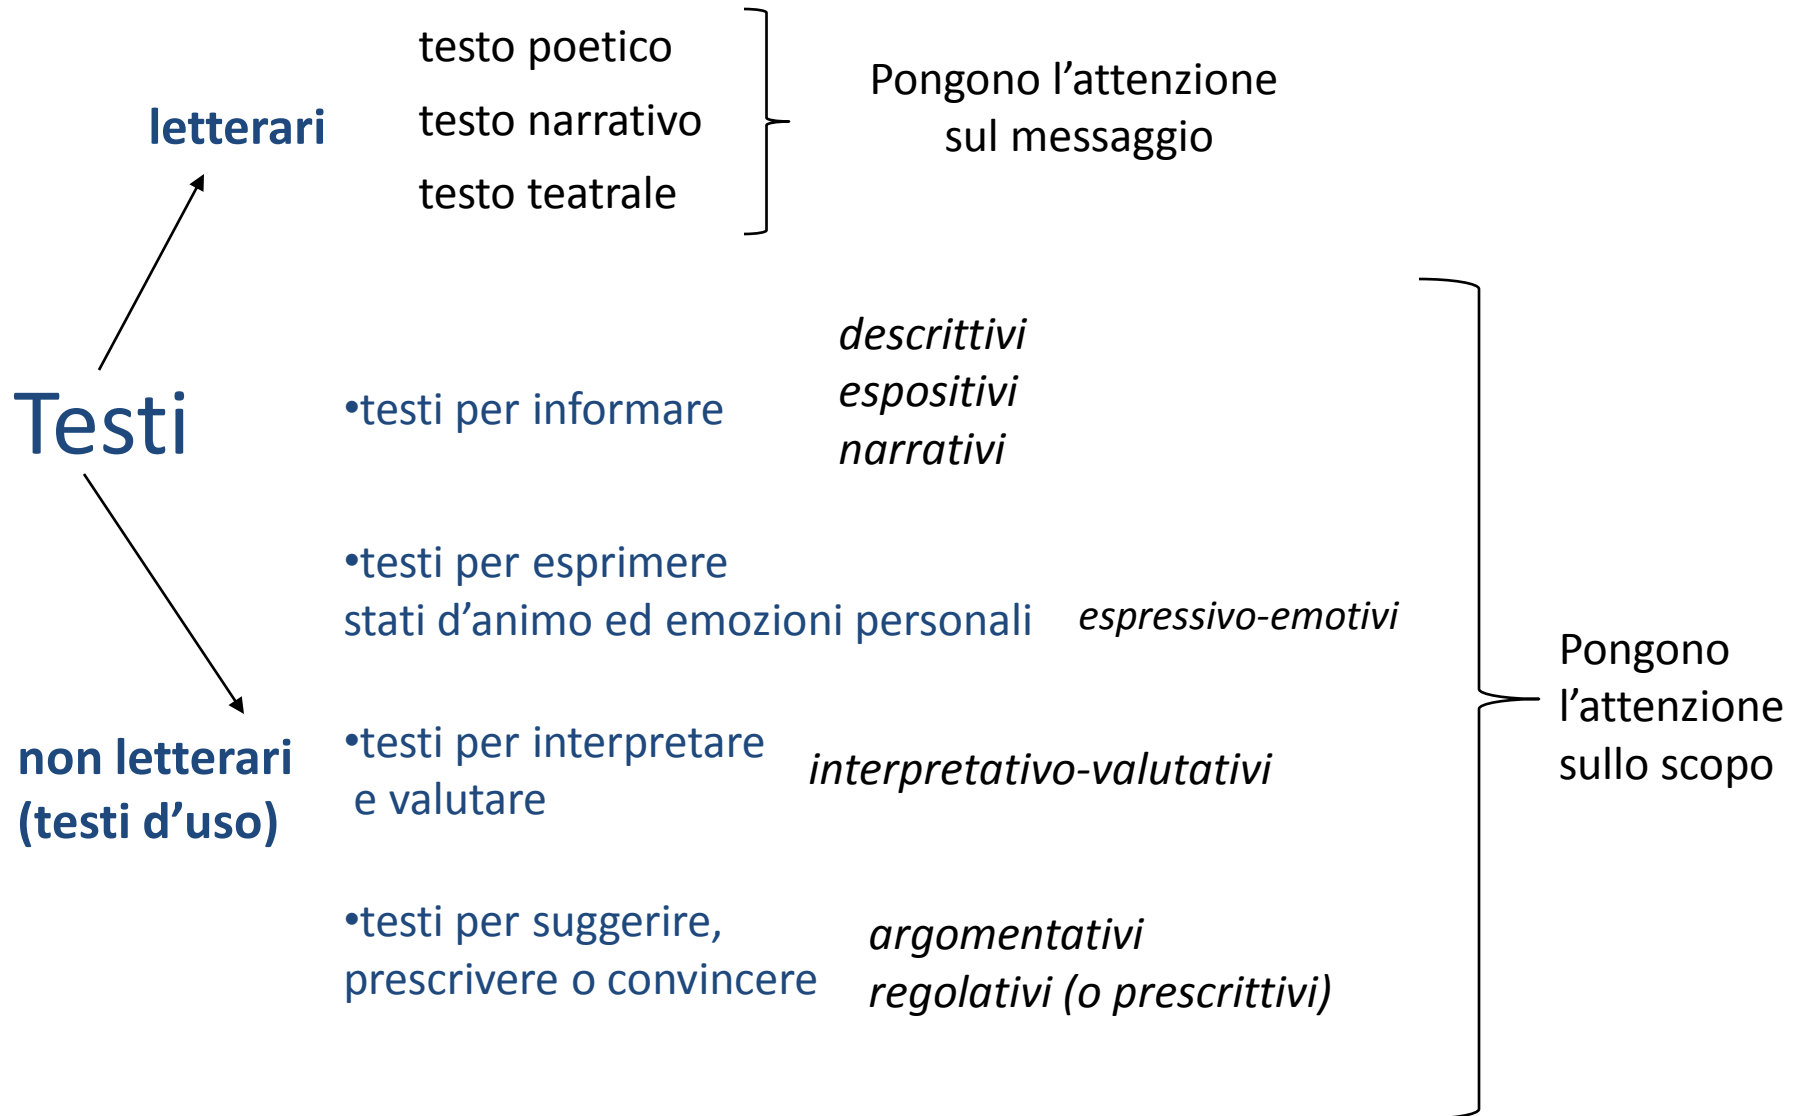 testo poetico
letterari
testo narrativo
testo teatrale
Pongono l’attenzione
sul messaggio
Testi
•testi per informare
descrittivi
espositivi
narrativi
•testi per esprimere
stati d’animo ed emozioni personali
espressivo-emotivi
non letterari
(testi d’uso)
•testi per interpretare
e valutare
interpretativo-valutativi
•testi per suggerire,
prescrivere o convincere
argomentativi
regolativi (o prescrittivi)
Pongono
l’attenzione
sullo scopo